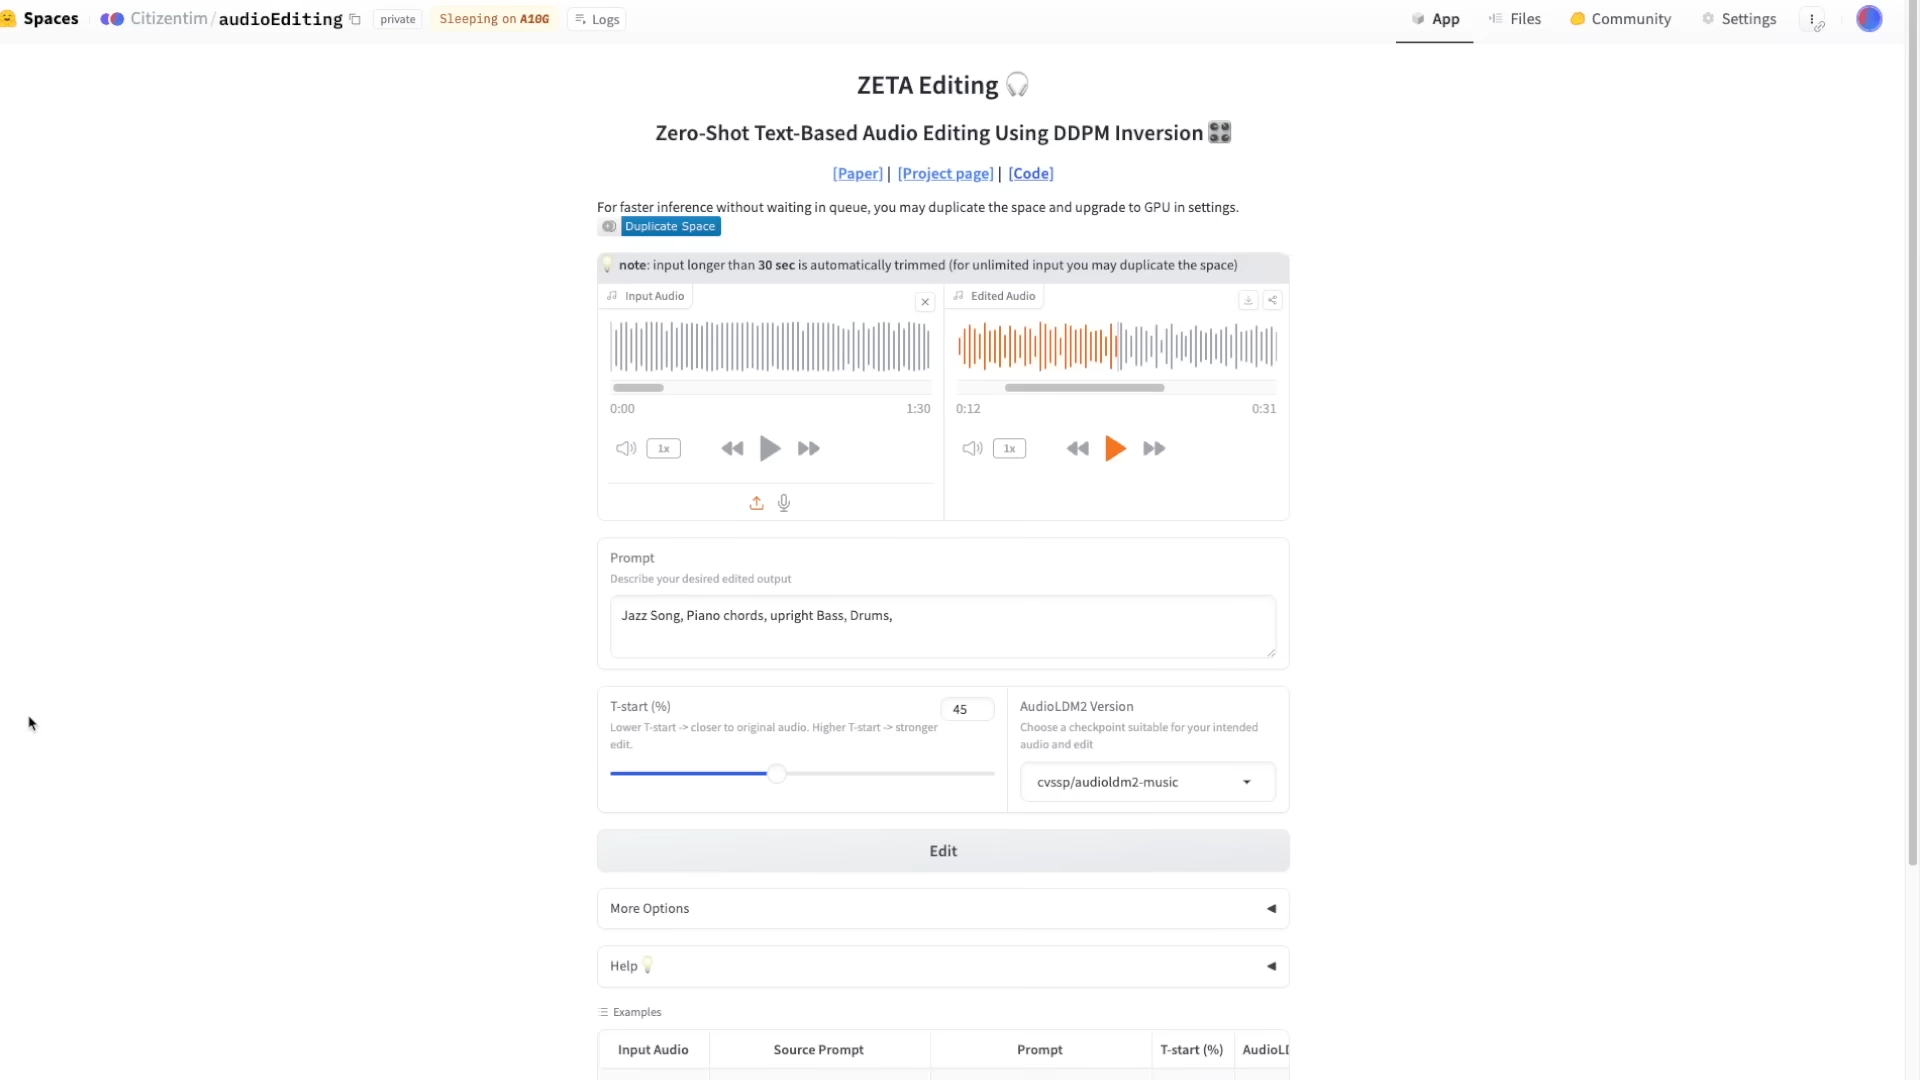 Spaces Citizentim/audioEditing private Sleeping on A10G Logs App Files Community Settings
ZETA Editing
Zero-Shot Text-Based Audio Editing Using DDPM Inversion
[Paper] | [Project page] | [Code]
For faster inference without waiting in queue, you may duplicate the space and upgrade to GPU in settings.
Duplicate Space
note: input longer than 30 sec is automatically trimmed (for unlimited input you may duplicate the space)
Input Audio
Edited Audio
0:00 1:30
0:12 0:31
1x
1x
Prompt
Describe your desired edited output
Jazz Song, Piano chords, upright Bass, Drums,
T-start (%)
45
Lower T-start -> closer to original audio. Higher T-start -> stronger
edit.
AudioLDM2 Version
Choose a checkpoint suitable for your intended
audio and edit
cvssp/audioldm2-music
Edit
More Options
Help
Examples
Input Audio Source Prompt Prompt T-start (%) AudioLD